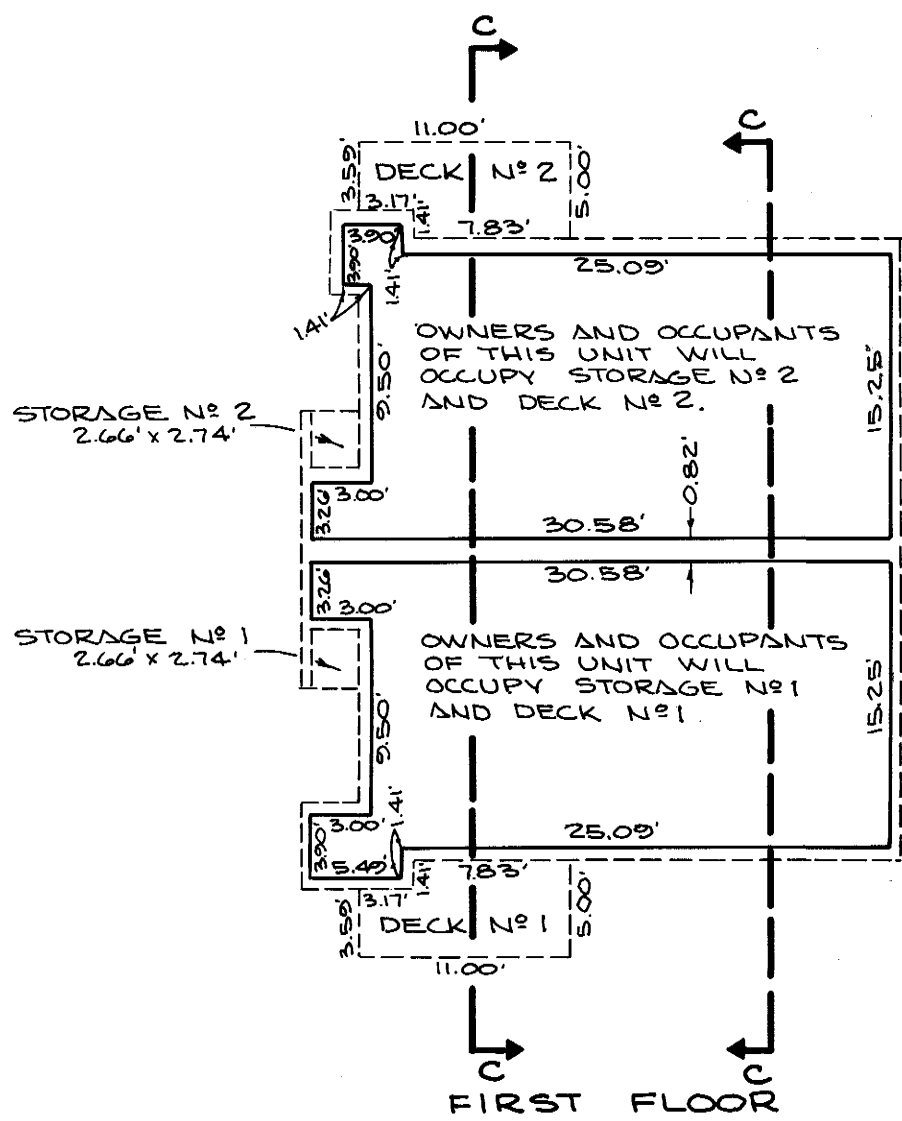 C
C
11.00'
DECK Nº 2
3.59'
5.00'
3.17'
1.41'
7.83'
3.90'
3.90'
1.41'
25.09'
1.41'
OWNERS AND OCCUPANTS
OF THIS UNIT WILL
OCCUPY STORAGE Nº 2
AND DECK Nº 2.
9.50'
15.25'
STORAGE Nº 2
2.66' x 2.74'
0.82'
3.00'
3.26'
30.58'
30.58'
3.26'
3.00'
STORAGE Nº 1
2.66' x 2.74'
OWNERS AND OCCUPANTS
OF THIS UNIT WILL
OCCUPY STORAGE Nº 1
AND DECK Nº 1.
9.50'
15.25'
1.41'
3.00'
25.09'
3.90'
5.49'
1.41'
7.83'
3.17'
3.59'
DECK Nº 1
5.00'
11.00'
C
C
FIRST FLOOR